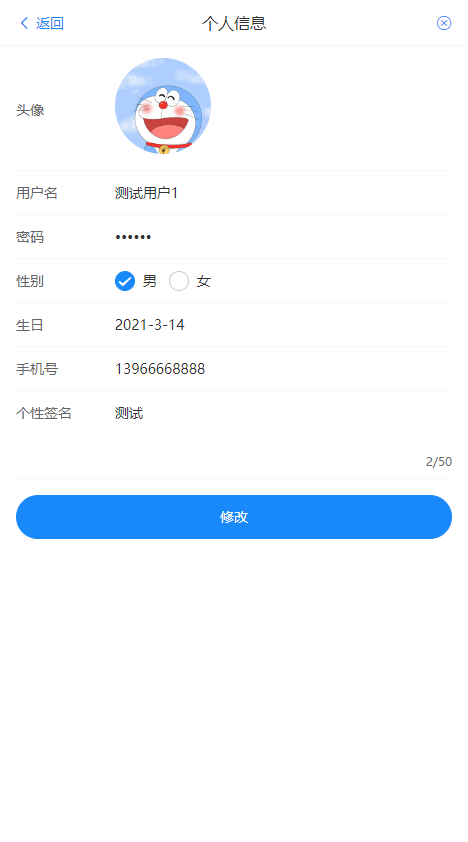 返回 个人信息
头像
用户名 测试用户1
密码 ••••••
性别 男 女
生日 2021-3-14
手机号 13966668888
个性签名 测试
2/50
修改